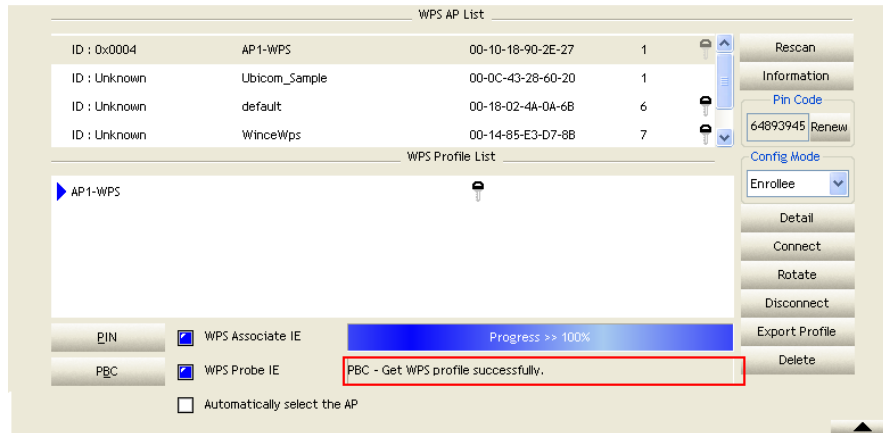 WPS AP List
ID : 0x0004 AP1-WPS 00-10-18-90-2E-27 1
ID : Unknown Ubicom_Sample 00-0C-43-28-60-20 1
ID : Unknown default 00-18-02-4A-0A-6B 6
ID : Unknown WinceWps 00-14-85-E3-D7-8B 7
Rescan
Information
Pin Code
64893945 Renew
WPS Profile List
AP1-WPS
Config Mode
Enrollee
Detail
Connect
Rotate
Disconnect
Export Profile
Delete
PIN WPS Associate IE Progress >> 100%
PBC WPS Probe IE PBC - Get WPS profile successfully.
Automatically select the AP